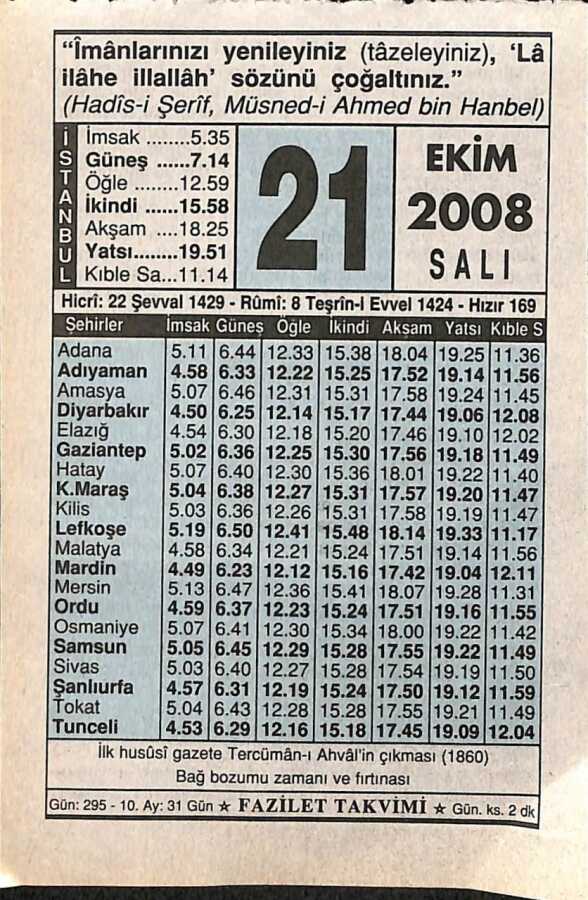 “Îmânlarınızı yenileyiniz (tâzeleyiniz), ‘Lâ
ilâhe illallâh’ sözünü çoğaltınız.”
(Hadîs-i Şerîf, Müsned-i Ahmed bin Hanbel)
İSTANBUL
İmsak ........5.35
Güneş ......7.14
Öğle ........12.59
İkindi ......15.58
Akşam ....18.25
Yatsı........19.51
Kıble Sa...11.14
21
EKİM
2008
SALI
Hicrî: 22 Şevval 1429 - Rûmî: 8 Teşrîn-i Evvel 1424 - Hızır 169
Şehirler İmsak Güneş Öğle İkindi Akşam Yatsı Kıble S
Adana 5.11 6.44 12.33 15.38 18.04 19.25 11.36
Adıyaman 4.58 6.33 12.22 15.25 17.52 19.14 11.56
Amasya 5.07 6.46 12.31 15.31 17.58 19.24 11.45
Diyarbakır 4.50 6.25 12.14 15.17 17.44 19.06 12.08
Elazığ 4.54 6.30 12.18 15.20 17.46 19.10 12.02
Gaziantep 5.02 6.36 12.25 15.30 17.56 19.18 11.49
Hatay 5.07 6.40 12.30 15.36 18.01 19.22 11.40
K.Maraş 5.04 6.38 12.27 15.31 17.57 19.20 11.47
Kilis 5.03 6.36 12.26 15.31 17.58 19.19 11.47
Lefkoşe 5.19 6.50 12.41 15.48 18.14 19.33 11.17
Malatya 4.58 6.34 12.21 15.24 17.51 19.14 11.56
Mardin 4.49 6.23 12.12 15.16 17.42 19.04 12.11
Mersin 5.13 6.47 12.36 15.41 18.07 19.28 11.31
Ordu 4.59 6.37 12.23 15.24 17.51 19.16 11.55
Osmaniye 5.07 6.41 12.30 15.34 18.00 19.22 11.42
Samsun 5.05 6.45 12.29 15.28 17.55 19.22 11.49
Sivas 5.03 6.40 12.27 15.28 17.54 19.19 11.50
Şanlıurfa 4.57 6.31 12.19 15.24 17.50 19.12 11.59
Tokat 5.04 6.43 12.28 15.28 17.55 19.21 11.49
Tunceli 4.53 6.29 12.16 15.18 17.45 19.09 12.04
İlk husûsî gazete Tercümân-ı Ahvâl'in çıkması (1860)
Bağ bozumu zamanı ve fırtınası
Gün: 295 - 10. Ay: 31 Gün ★ FAZİLET TAKVİMİ ★ Gün. ks. 2 dk